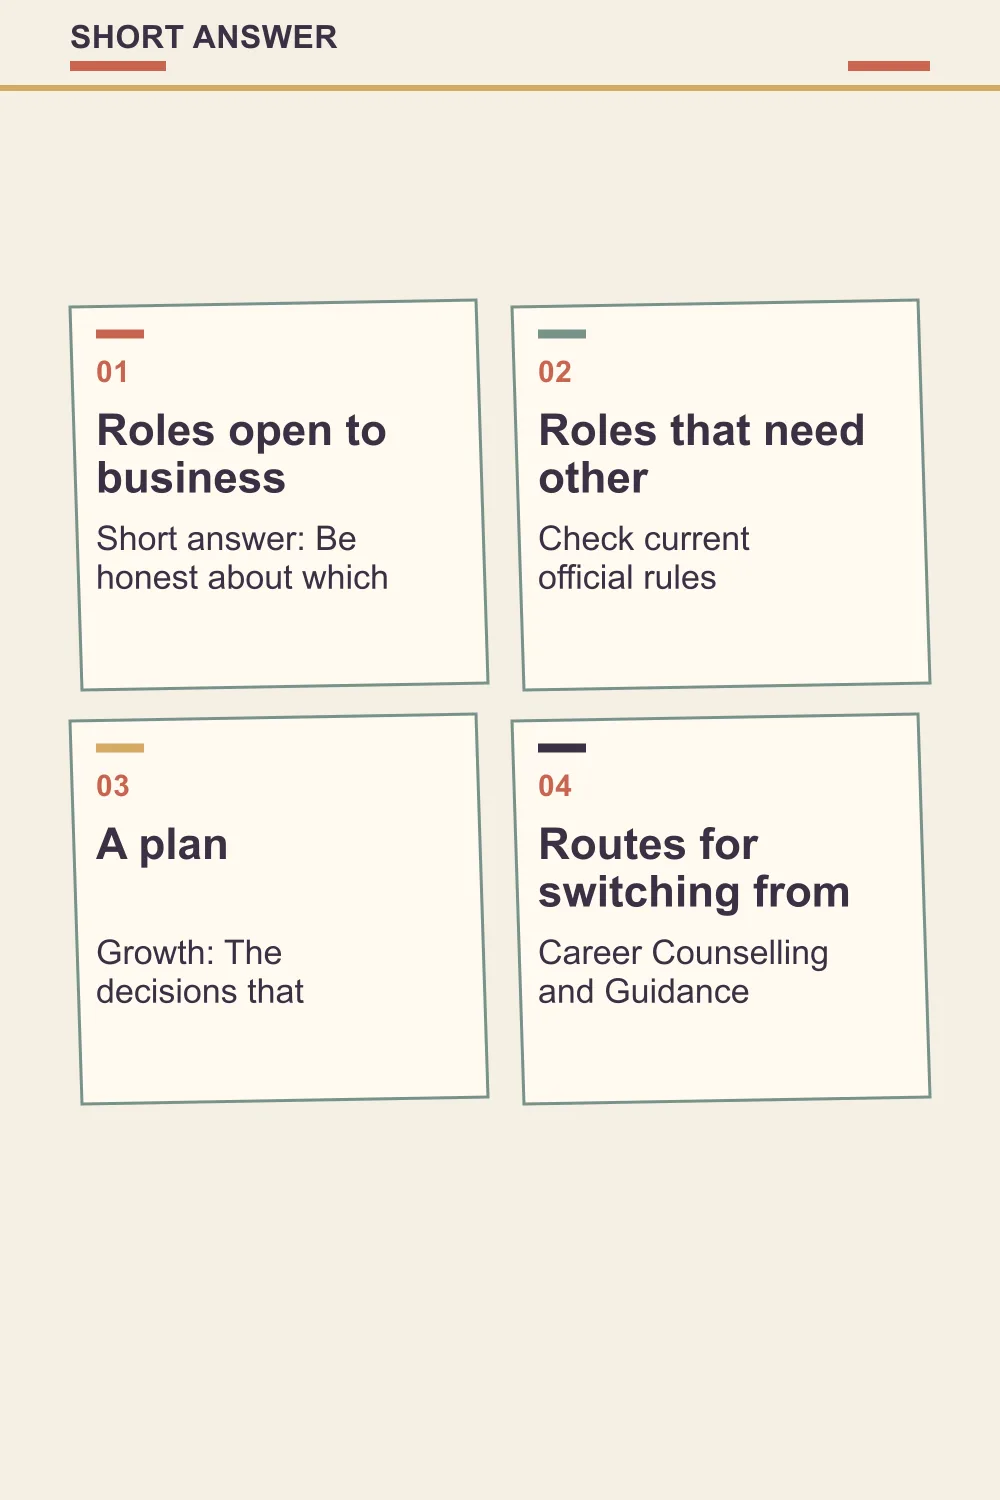 SHORT ANSWER
01
Roles open to
business
Short answer: Be
honest about which
02
Roles that need
other
Check current
official rules
03
A plan
Growth: The
decisions that
04
Routes for
switching from
Career Counselling
and Guidance